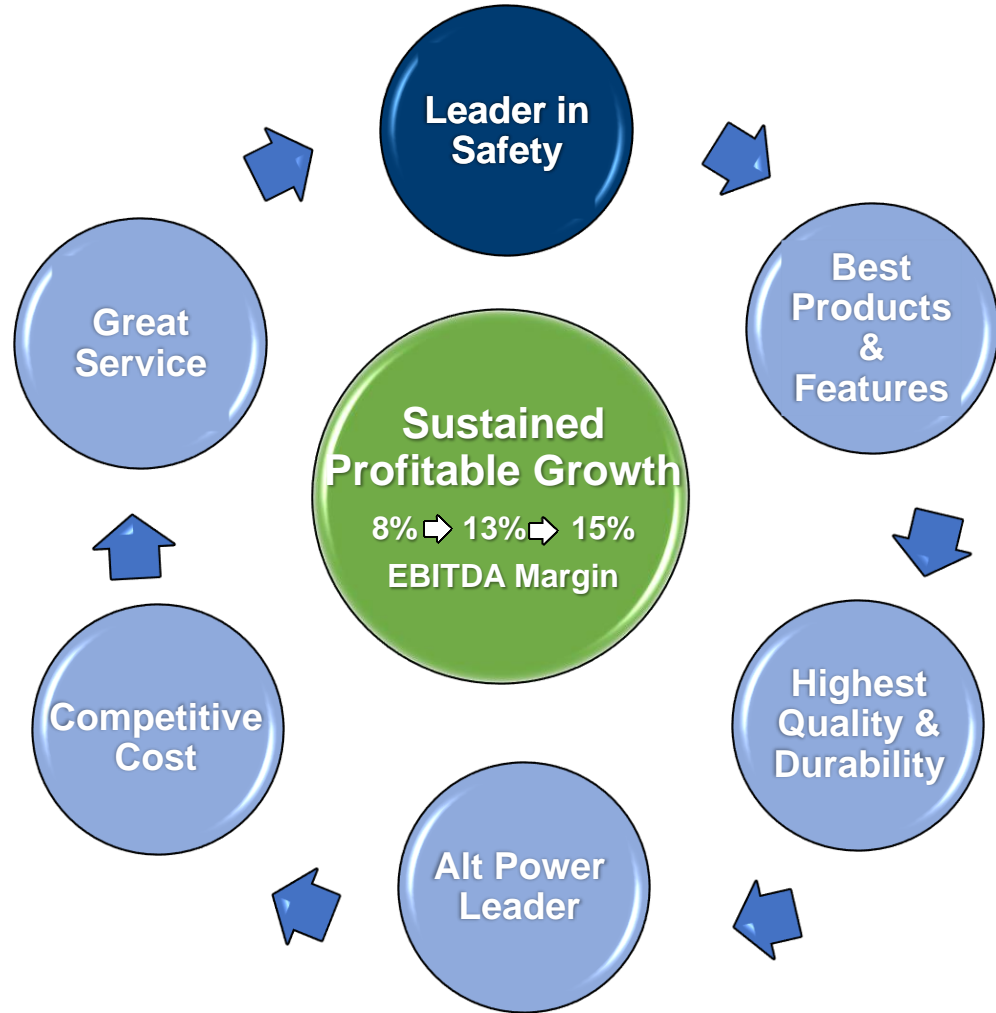 Leader in
Safety
Best
Products
&
Features
Highest
Quality &
Durability
Alt Power
Leader
Competitive
Cost
Great
Service
Sustained
Profitable Growth
8% 13% 15%
EBITDA Margin